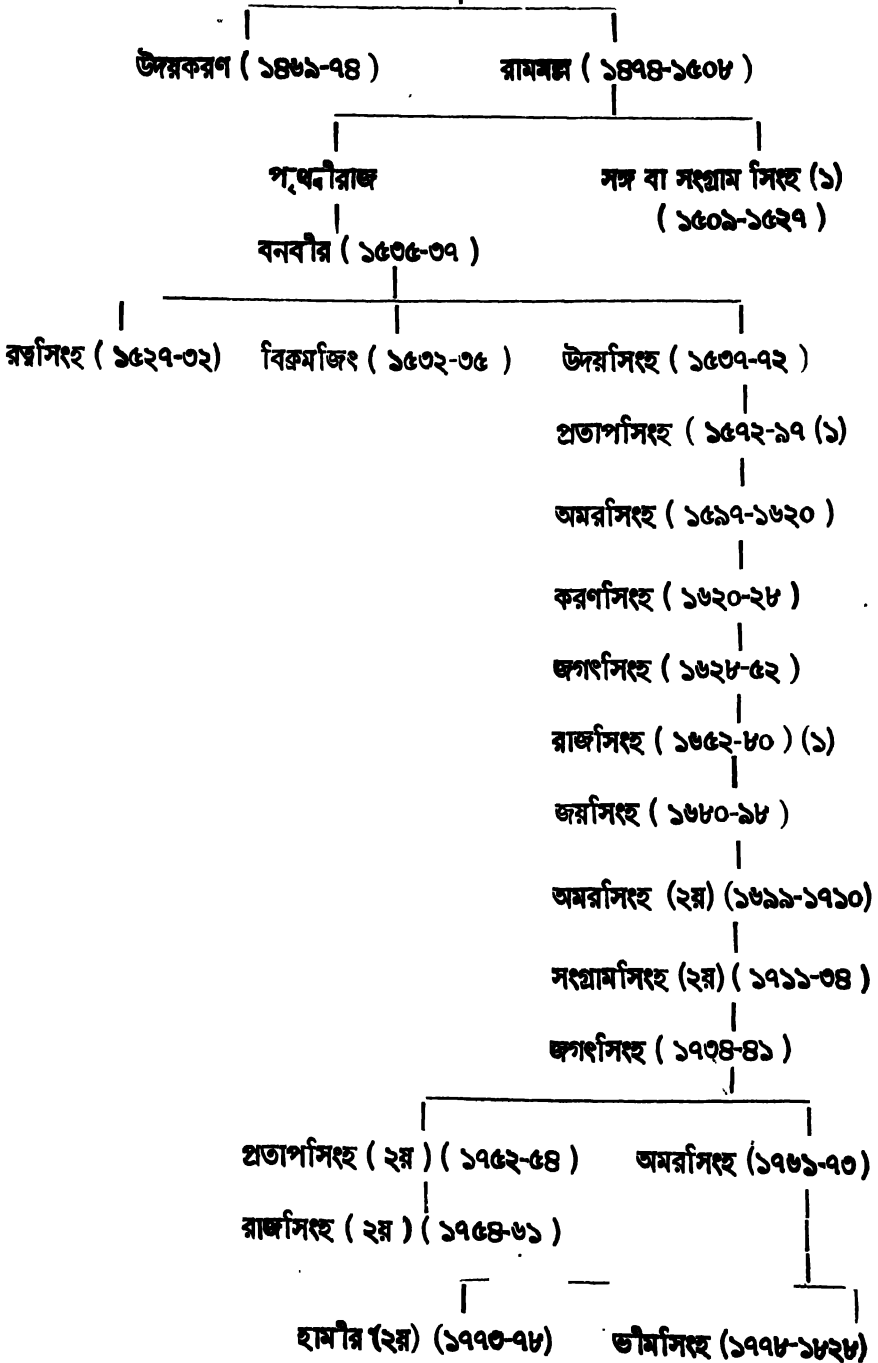 উদয়করণ ( ১৪৬৯-৭৪ ) রামমল্ল ( ১৪৭৪-১৫০৮ )
পৃথ্বীরাজ সঙ্গ বা সংগ্রাম সিংহ (১)
( ১৫০৯-১৫২৭ )
বনবীর ( ১৫৩৫-৩৭ )
রত্নসিংহ ( ১৫২৭-৩২) বিক্রমজিৎ ( ১৫৩২-৩৫ ) উদয়সিংহ ( ১৫৩৭-৭২ )
প্রতাপসিংহ ( ১৫৭২-৯৭ (১)
অমরসিংহ ( ১৫৯৭-১৬২০ )
করণসিংহ ( ১৬২০-২৮ )
জগৎসিংহ ( ১৬২৮-৫২ )
রাজসিংহ ( ১৬৫২-৮০ ) (১)
জয়সিংহ ( ১৬৮০-৯৮ )
অমরসিংহ (২য়) (১৬৯৯-১৭১০)
সংগ্রামসিংহ (২য়) ( ১৭১১-৩৪ )
জগৎসিংহ ( ১৭৩৪-৪১ )
প্রতাপসিংহ ( ২য় ) ( ১৭৫২-৫৪ ) অমরসিংহ (১৭৬১-৭৩)
রাজসিংহ ( ২য় ) ( ১৭৫৪-৬১ )
হামীর (২য়) (১৭৭৩-৭৮) ভীমসিংহ (১৭৭৮-১৮২৮)